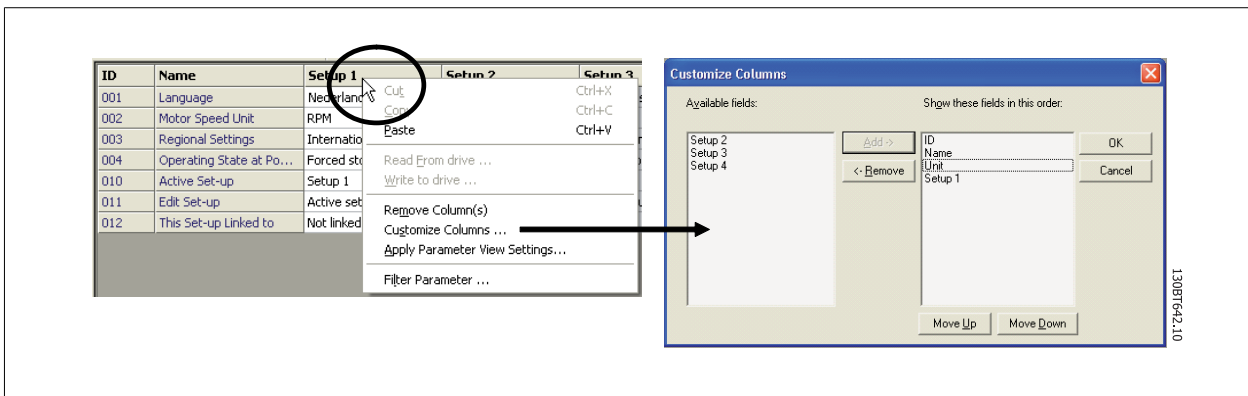 ID Name Setup 1 Setup 2 Setup 3
001 Language Nederlan
002 Motor Speed Unit RPM
003 Regional Settings Internatio
004 Operating State at Po... Forced sto
010 Active Set-up Setup 1
011 Edit Set-up Active set
012 This Set-up Linked to Not linked
Cut Ctrl+X
Copy Ctrl+C
Paste Ctrl+V
Read From drive ...
Write to drive ...
Remove Column(s)
Customize Columns ...
Apply Parameter View Settings...
Filter Parameter ...
Customize Columns
Available fields: Show these fields in this order:
Setup 2
Setup 3
Setup 4
Add ->
<- Remove
ID
Name
Unit
Setup 1
OK
Cancel
Move Up Move Down
130BT642.10